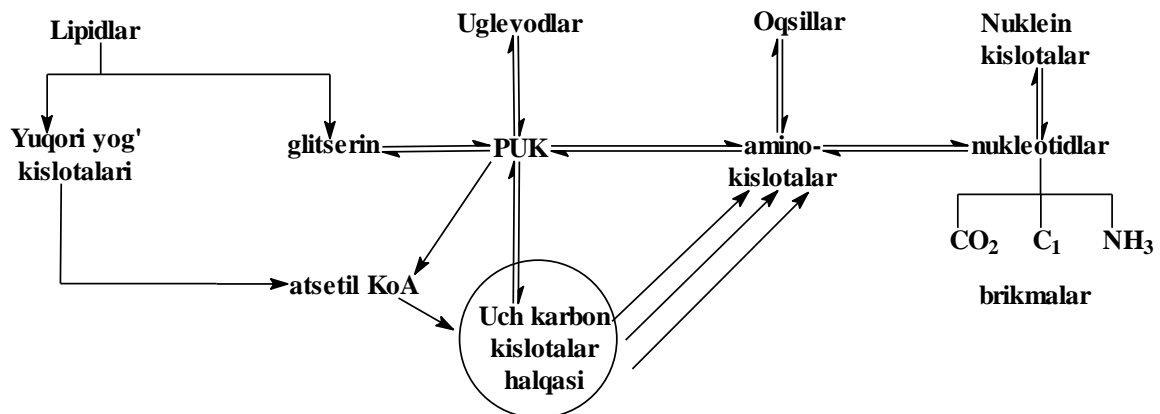 Lipidlar
Uglevodlar
Oqsillar
Nuklein
kislotalar
Yuqori yog'
kislotalari
glitserin
PUK
amino-
kislotalar
nukleotidlar
CO₂
C₁
NH₃
brikmalar
atsetil KoA
Uch karbon
kislotalar
halqasi